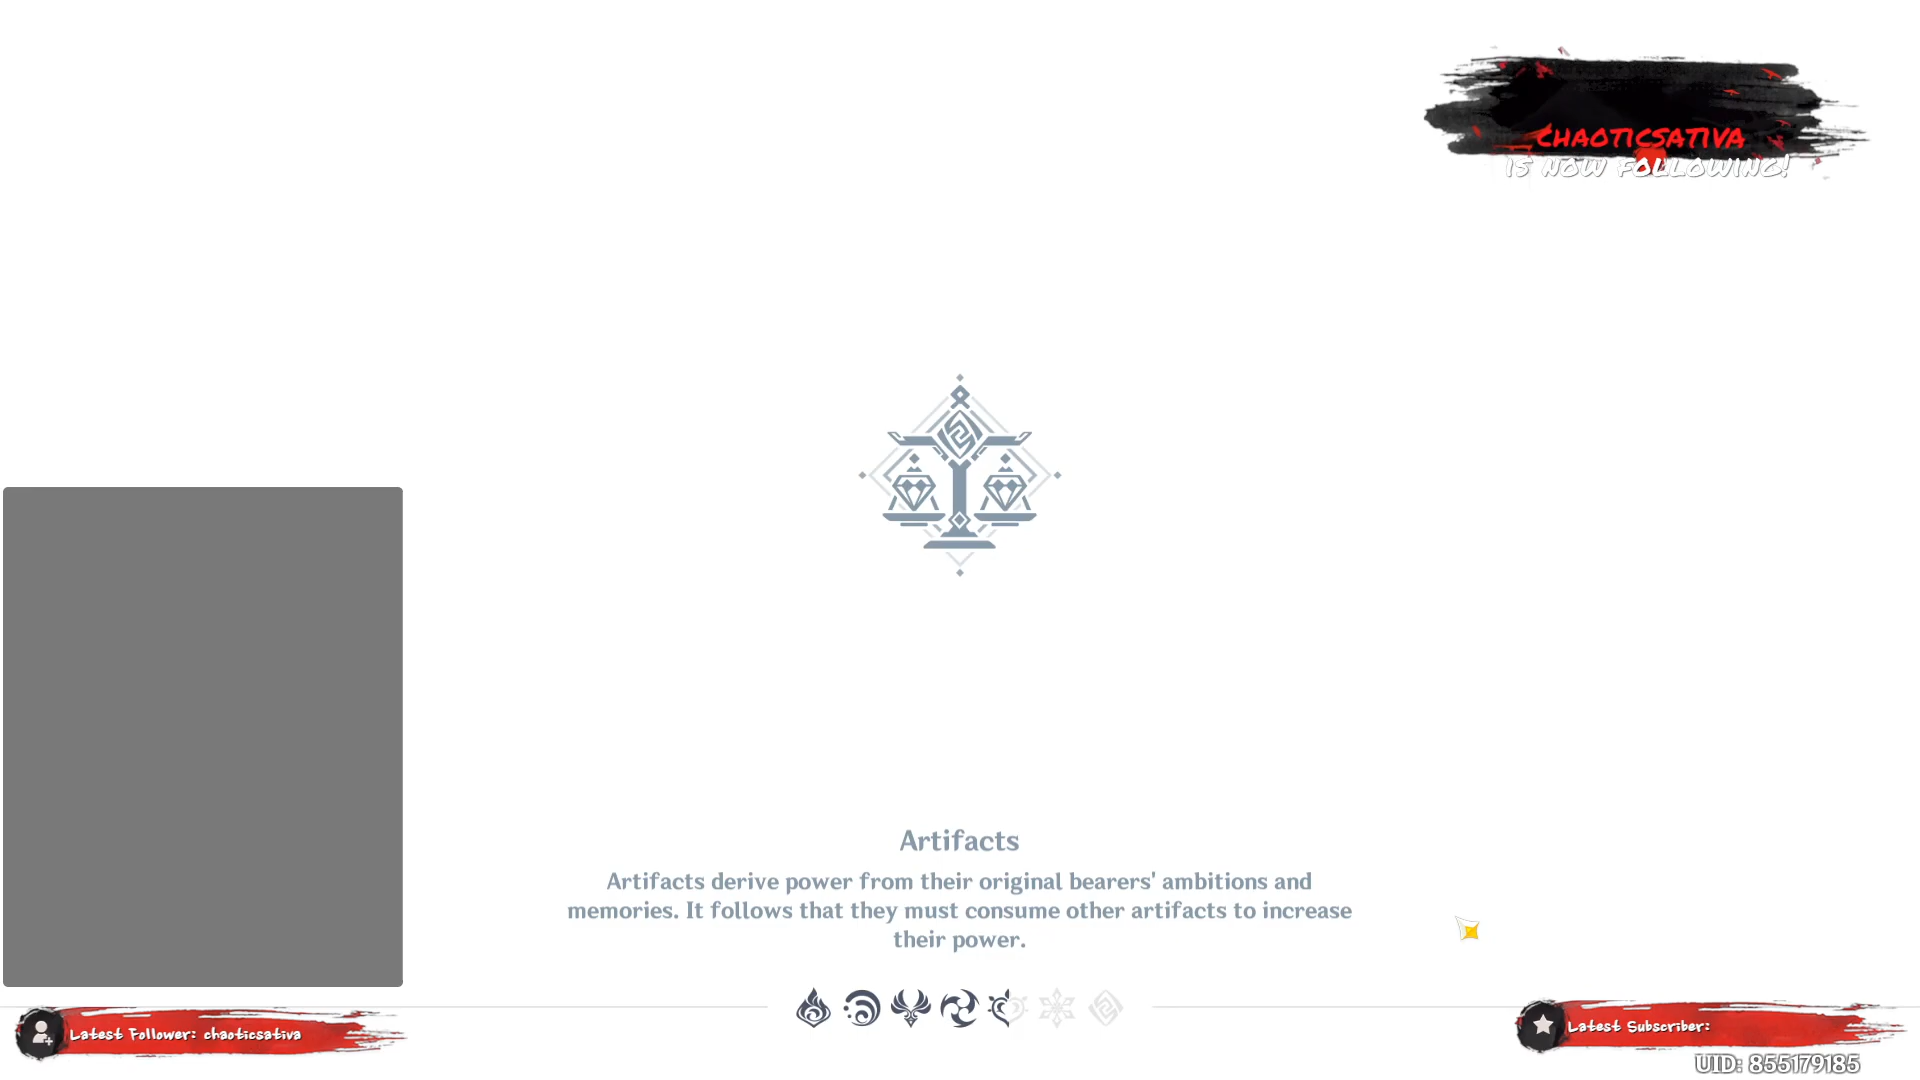 CHAOTICSATIVA
IS NOW FOLLOWING!
Artifacts
Artifacts derive power from their original bearers' ambitions and
memories. It follows that they must consume other artifacts to increase
their power.
Latest Follower: chaoticsativa
Latest Subscriber:
UID: 855179185